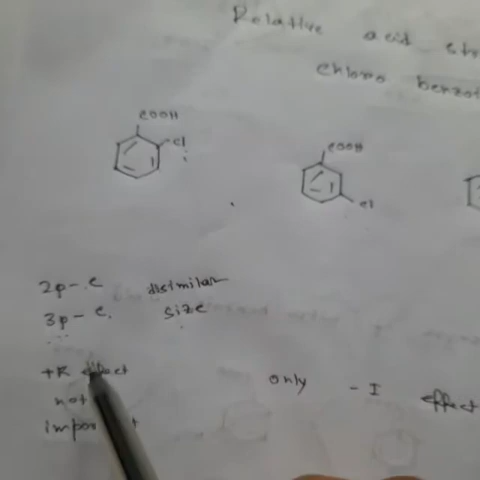 Relative acid
chloro
COOH
Cl
COOH
Cl
2p-
dissimilar
3p-
size
+R effect
only - I effect
not